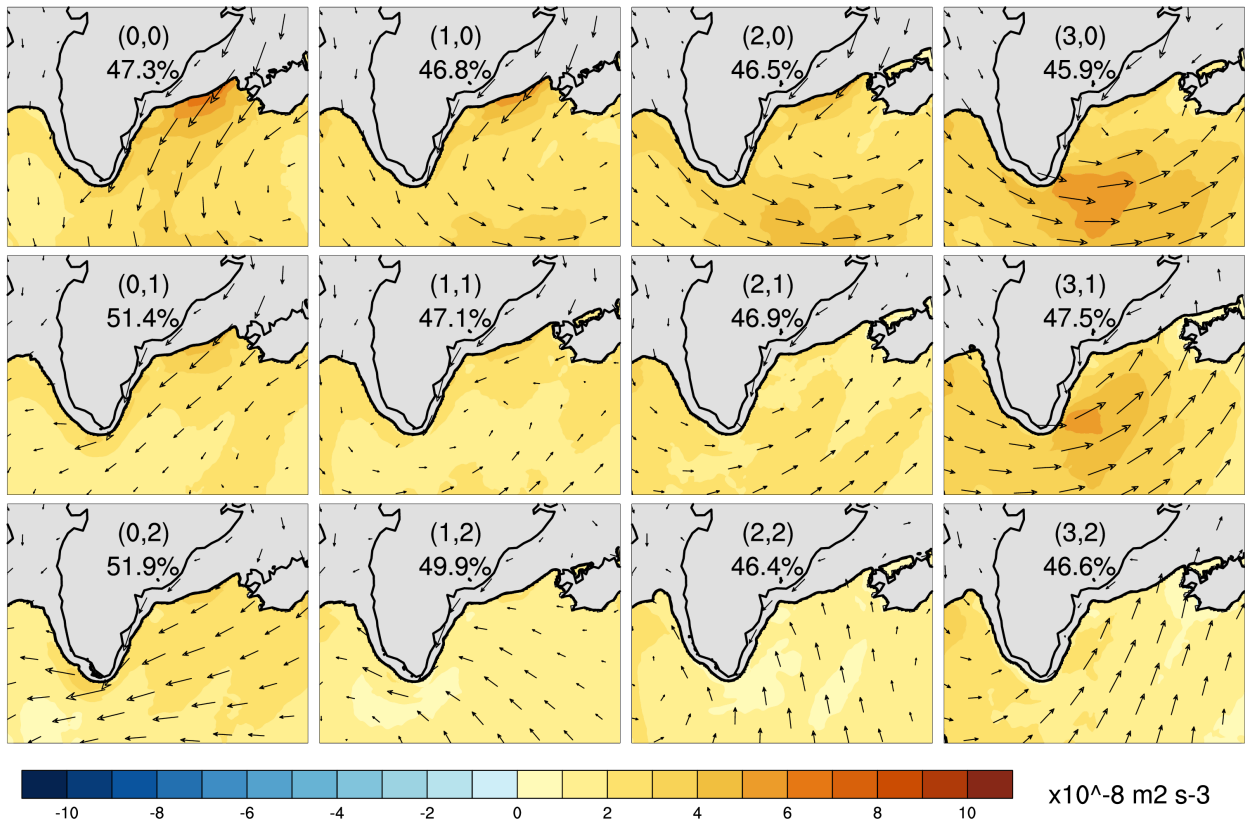 (0,0) (1,0) (2,0) (3,0)
47.3% 46.8% 46.5% 45.9%
(0,1) (1,1) (2,1) (3,1)
51.4% 47.1% 46.9% 47.5%
(0,2) (1,2) (2,2) (3,2)
51.9% 49.9% 46.4% 46.6%
-10 -8 -6 -4 -2 0 2 4 6 8 10
x10^-8 m2 s-3